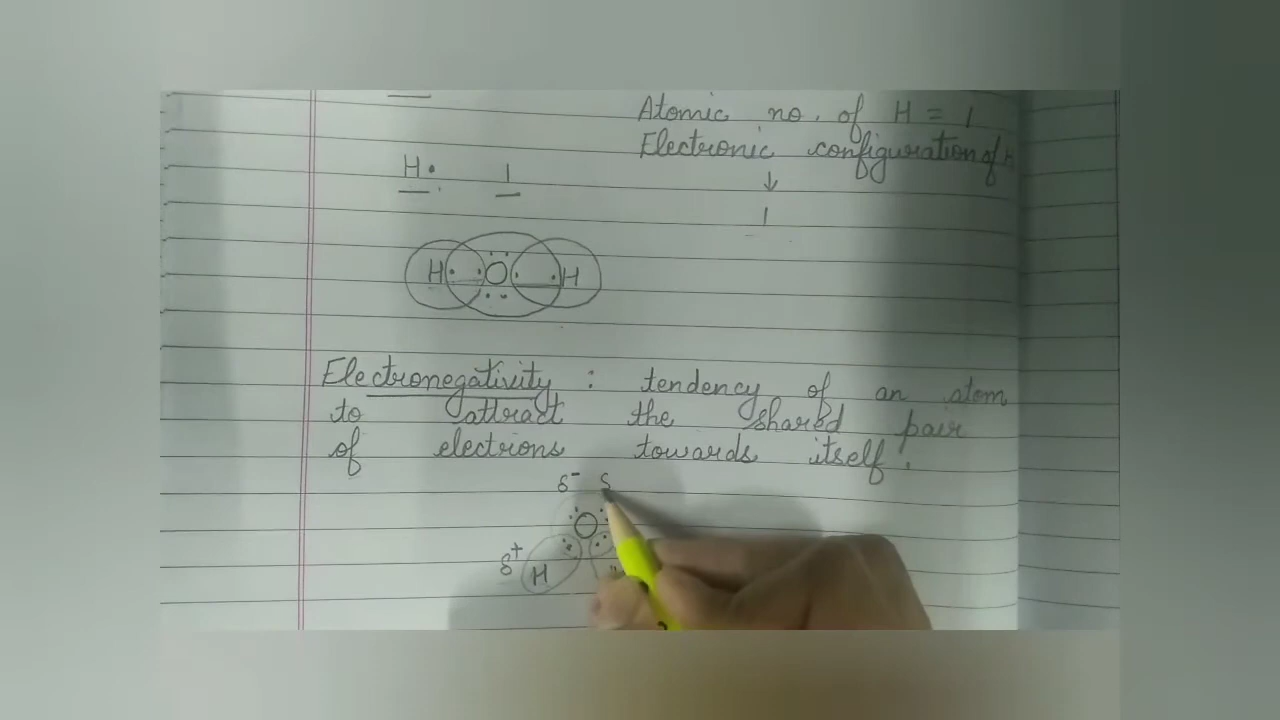 Atomic no. of H = 1
Electronic configuration of H
↓
1
H• 1
H O H
Electronegativity : tendency of an atom
to attract the shared pair
of electrons towards itself.
δ⁻ S
O
δ⁺
H